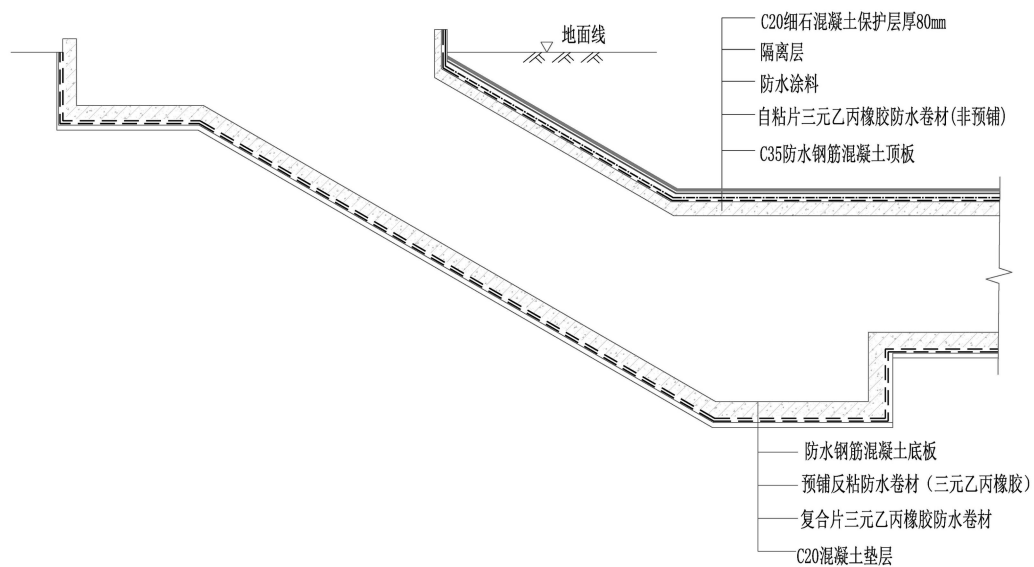 地面线
C20细石混凝土保护层厚80mm
隔离层
防水涂料
自粘片三元乙丙橡胶防水卷材(非预铺)
C35防水钢筋混凝土顶板
防水钢筋混凝土底板
预铺反粘防水卷材（三元乙丙橡胶）
复合片三元乙丙橡胶防水卷材
C20混凝土垫层